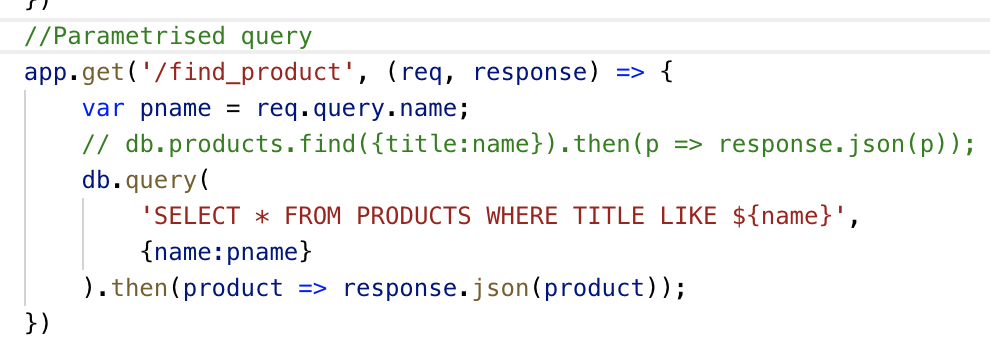 })
//Parametrised query
app.get('/find_product', (req, response) => {
    var pname = req.query.name;
    // db.products.find({title:name}).then(p => response.json(p));
    db.query(
        'SELECT * FROM PRODUCTS WHERE TITLE LIKE ${name}',
        {name:pname}
    ).then(product => response.json(product));
})